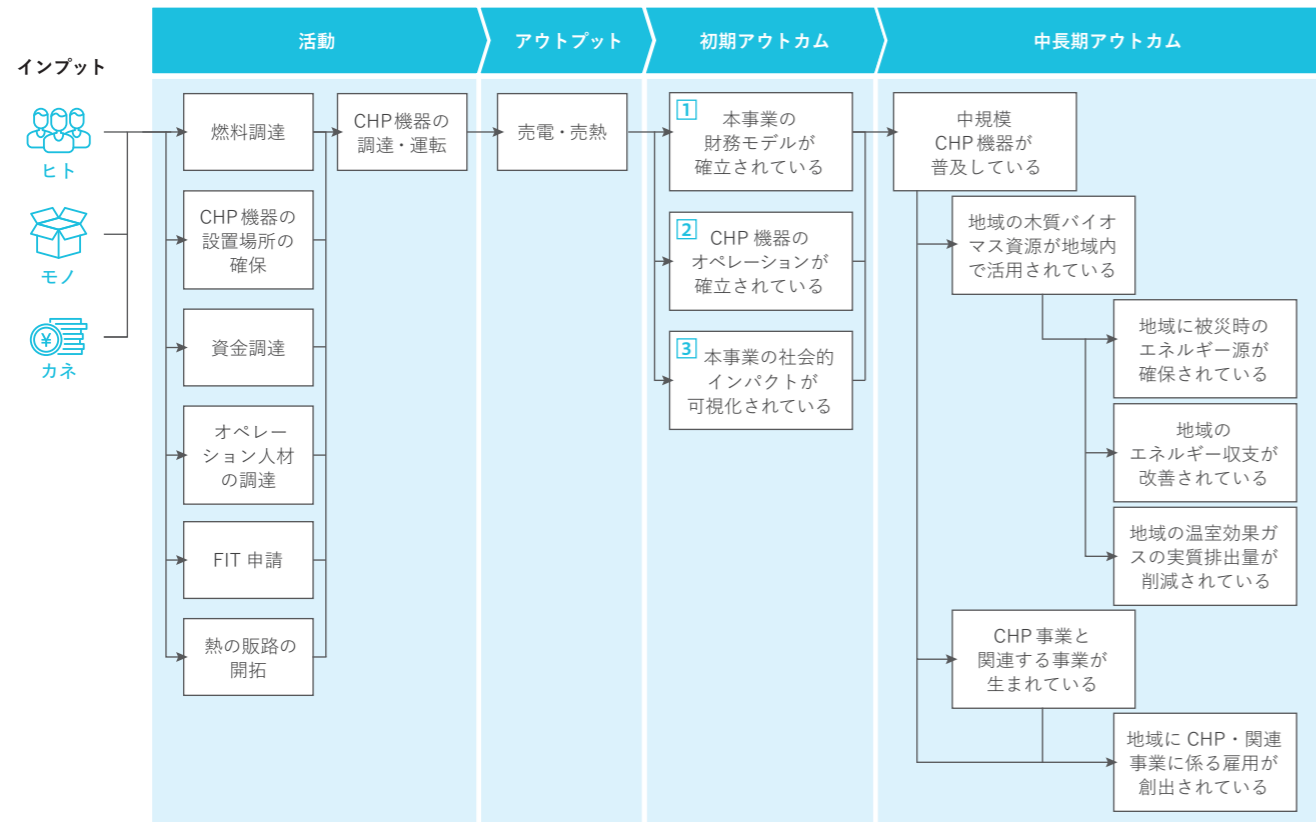 活動
アウトプット
初期アウトカム
中長期アウトカム
インプット
ヒト
モノ
¥
カネ
燃料調達
CHP機器の
設置場所の
確保
資金調達
オペレー
ション人材
の調達
FIT 申請
熱の販路の
開拓
CHP機器の
調達・運転
売電・売熱
1
本事業の
財務モデルが
確立されている
2
CHP 機器の
オペレーションが
確立されている
3
本事業の社会的
インパクトが
可視化されている
中規模
CHP機器が
普及している
地域の木質バイオ
マス資源が地域内
で活用されている
地域に被災時の
エネルギー源が
確保されている
地域の
エネルギー収支が
改善されている
地域の温室効果ガ
スの実質排出量が
削減されている
CHP事業と
関連する事業が
生まれている
地域に CHP・関連
事業に係る雇用が
創出されている